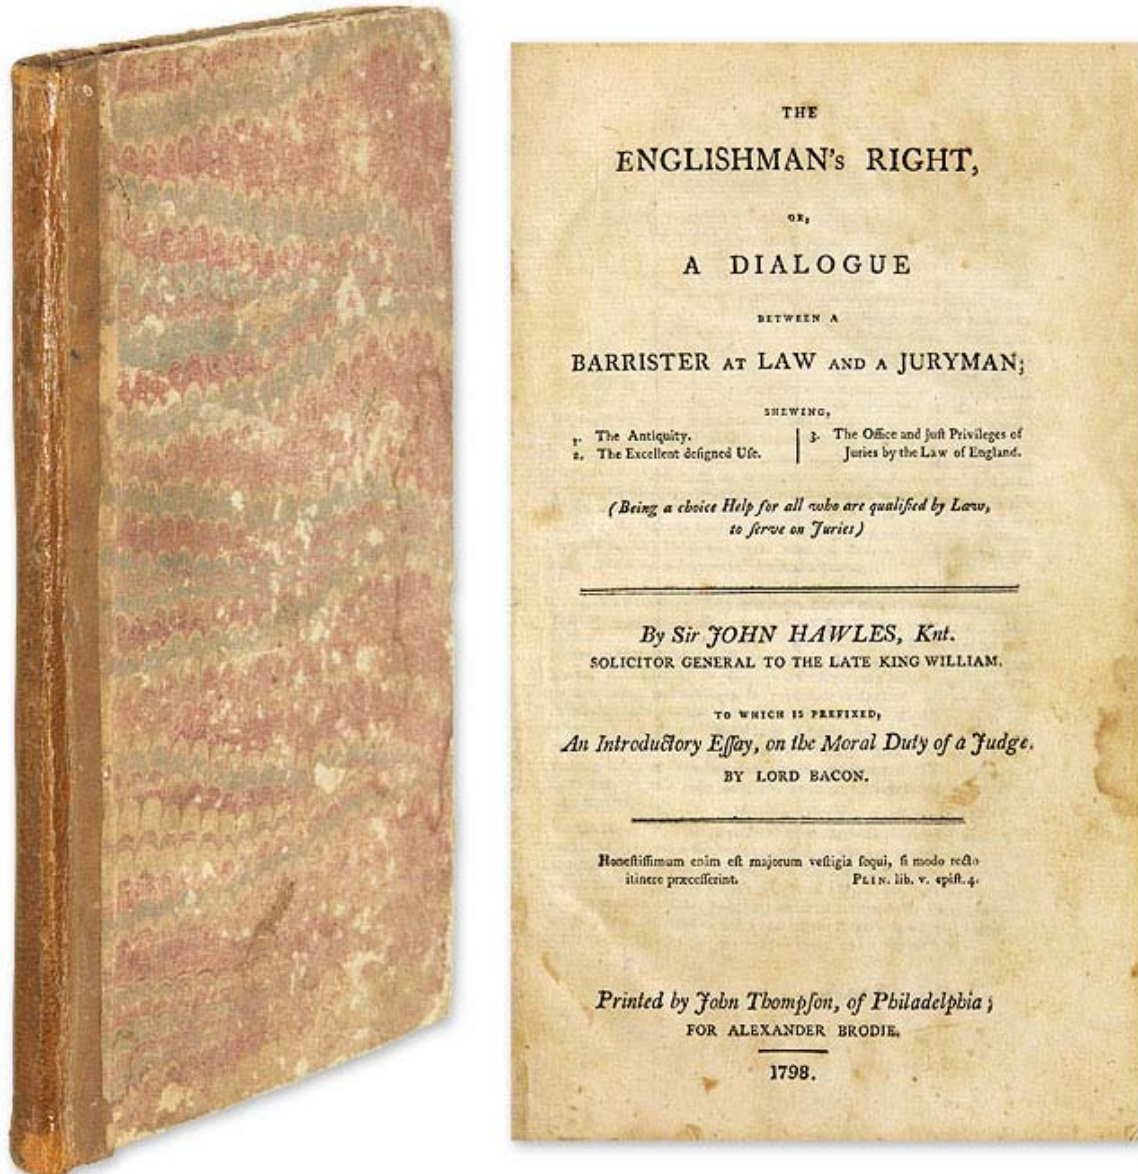 THE
ENGLISHMAN's RIGHT,
OR,
A DIALOGUE
BETWEEN A
BARRISTER AT LAW AND A JURYMAN;
SHEWING,
1. The Antiquity.
2. The Excellent deſigned Uſe.
3. The Office and juſt Privileges of
Juries by the Law of England.
(Being a choice Help for all who are qualified by Law,
to ſerve on Juries)
By Sir JOHN HAWLES, Knt.
SOLICITOR GENERAL TO THE LATE KING WILLIAM.
TO WHICH IS PREFIXED,
An Introductory Eſſay, on the Moral Duty of a Judge.
BY LORD BACON.
Honeſtiſſimum enim eſt majorum veſtigia ſequi, ſi modo recto
itinere præceſſerint. PLIN. lib. v. epiſt. 4.
Printed by John Thompſon, of Philadelphia;
FOR ALEXANDER BRODIE.
1798.